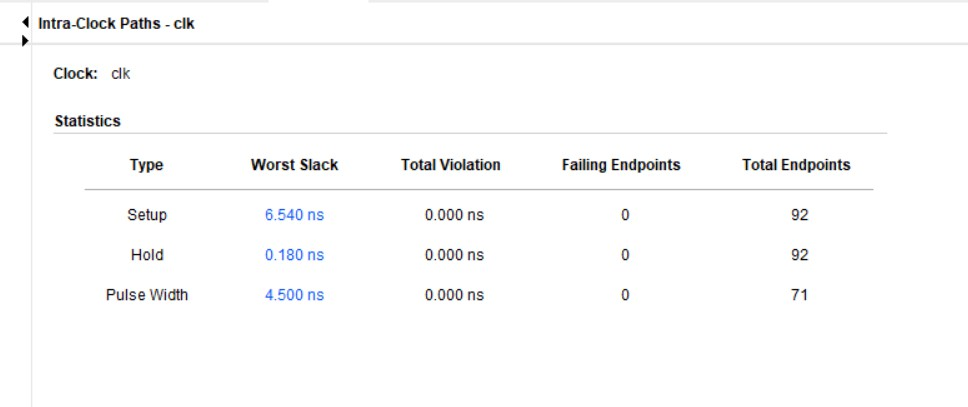 Intra-Clock Paths - clk
Clock: clk
Statistics
Type Worst Slack Total Violation Failing Endpoints Total Endpoints
Setup 6.540 ns 0.000 ns 0 92
Hold 0.180 ns 0.000 ns 0 92
Pulse Width 4.500 ns 0.000 ns 0 71